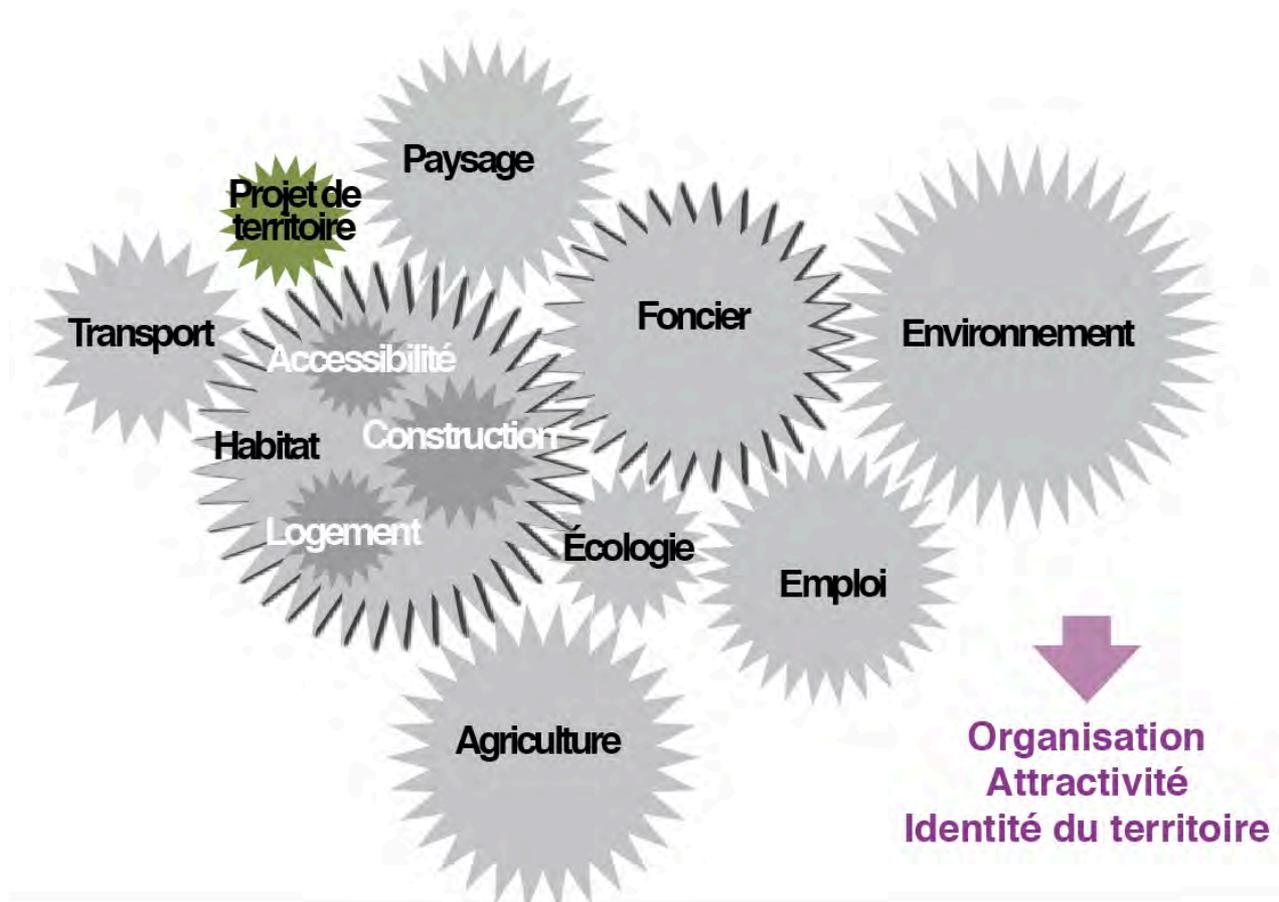 Paysage
Projet de
territoire
Foncier
Transport
Environnement
Accessibilité
Construction
Habitat
Logement
Écologie
Emploi
Agriculture
Organisation
Attractivité
Identité du territoire